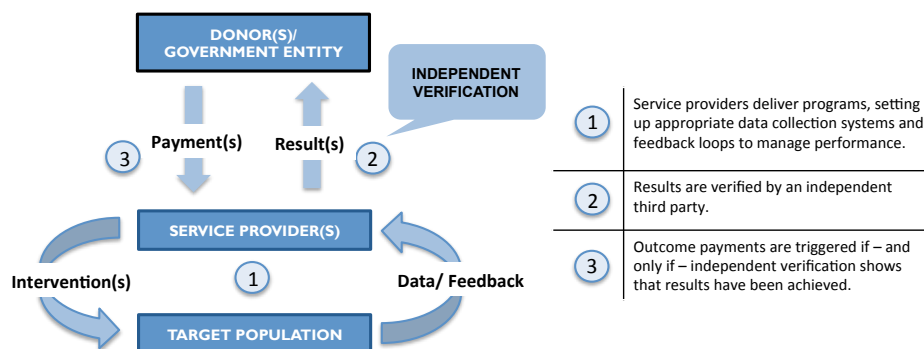 DONOR(S)/
GOVERNMENT ENTITY
INDEPENDENT
VERIFICATION
Payment(s)
Result(s)
3
2
SERVICE PROVIDER(S)
Intervention(s)
1
Data/ Feedback
TARGET POPULATION
1
Service providers deliver programs, setting
up appropriate data collection systems and
feedback loops to manage performance.
2
Results are verified by an independent
third party.
3
Outcome payments are triggered if – and
only if – independent verification shows
that results have been achieved.